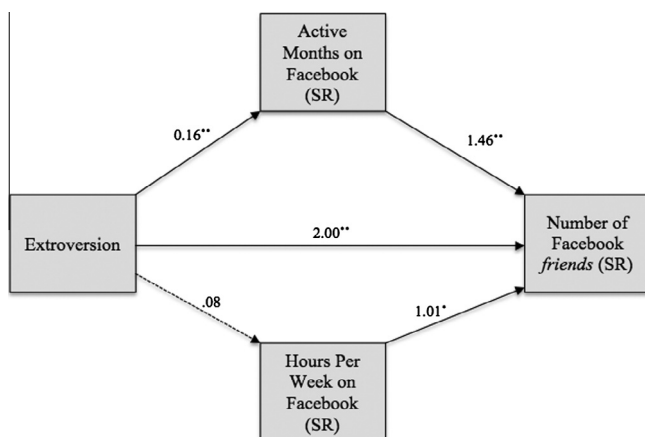 Active
Months on
Facebook
(SR)
0.16**
1.46**
Extroversion
2.00**
Number of
Facebook
friends (SR)
.08
1.01*
Hours Per
Week on
Facebook
(SR)